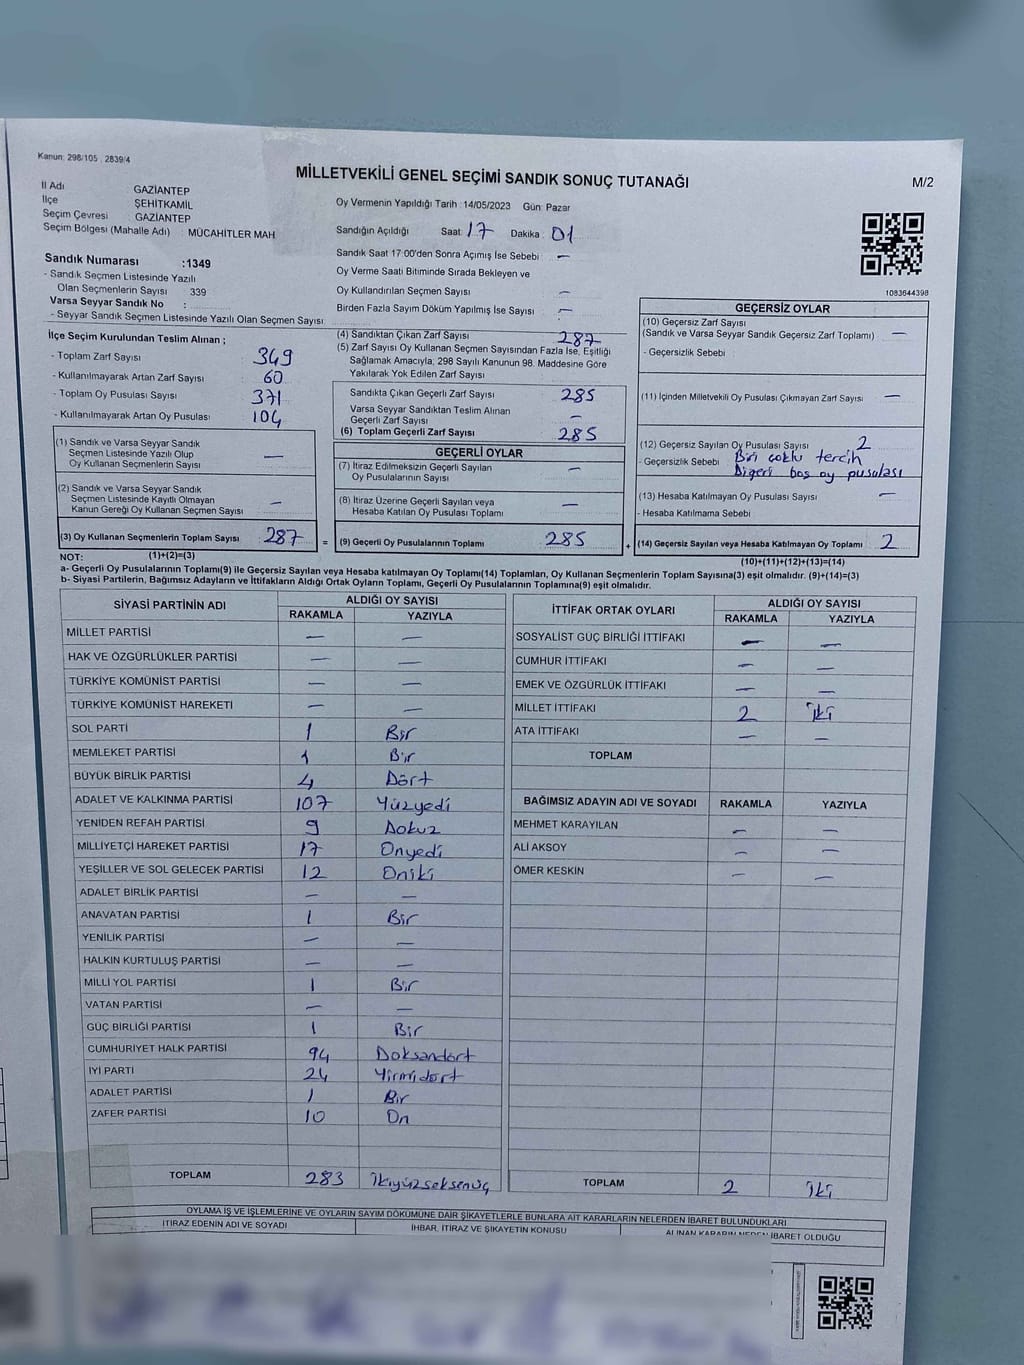 Kanun: 298/105 , 2839/4
MİLLETVEKİLİ GENEL SEÇİMİ SANDIK SONUÇ TUTANAĞI
M/2
İl Adı GAZİANTEP
İlçe ŞEHİTKAMİL
Seçim Çevresi GAZİANTEP
Seçim Bölgesi (Mahalle Adı) : MÜCAHİTLER MAH
Oy Vermenin Yapıldığı Tarih :14/05/2023 Gün: Pazar
Sandığın Açıldığı Saat: 17 Dakika: 01
Sandık Saat 17:00'den Sonra Açımış İse Sebebi : —
Oy Verme Saati Bitiminde Sırada Bekleyen ve
Oy Kullandırılan Seçmen Sayısı : —
Birden Fazla Sayım Döküm Yapılmış İse Sayısı : —
1083644398
Sandık Numarası :1349
- Sandık Seçmen Listesinde Yazılı
Olan Seçmenlerin Sayısı : 339
Varsa Seyyar Sandık No :
- Seyyar Sandık Seçmen Listesinde Yazılı Olan Seçmen Sayısı:
İlçe Seçim Kurulundan Teslim Alınan ;
- Toplam Zarf Sayısı : 349
- Kullanılmayarak Artan Zarf Sayısı : 60
- Toplam Oy Pusulası Sayısı : 371
- Kullanılmayarak Artan Oy Pusulası : 104
(1) Sandık ve Varsa Seyyar Sandık
Seçmen Listesinde Yazılı Olup
Oy Kullanan Seçmenlerin Sayısı : —
(2) Sandık ve Varsa Seyyar Sandık
Seçmen Listesinde Kayıtlı Olmayan
Kanun Gereği Oy Kullanan Seçmen Sayısı : —
(3) Oy Kullanan Seçmenlerin Toplam Sayısı : 287
(4) Sandıktan Çıkan Zarf Sayısı : 287
(5) Zarf Sayısı Oy Kullanan Seçmen Sayısından Fazla İse, Eşitliği
Sağlamak Amacıyla, 298 Sayılı Kanunun 98. Maddesine Göre
Yakılarak Yok Edilen Zarf Sayısı :
Sandıkta Çıkan Geçerli Zarf Sayısı : 285
Varsa Seyyar Sandıktan Teslim Alınan
Geçerli Zarf Sayısı : —
(6) Toplam Geçerli Zarf Sayısı : 285
GEÇERLİ OYLAR
(7) İtiraz Edilmeksizin Geçerli Sayılan
Oy Pusulalarının Sayısı : —
(8) İtiraz Üzerine Geçerli Sayılan veya
Hesaba Katılan Oy Pusulası Toplamı : —
= (9) Geçerli Oy Pusulalarının Toplamı : 285
GEÇERSİZ OYLAR
(10) Geçersiz Zarf Sayısı
(Sandık ve Varsa Seyyar Sandık Geçersiz Zarf Toplamı) : —
- Geçersizlik Sebebi :
(11) İçinden Milletvekili Oy Pusulası Çıkmayan Zarf Sayısı : —
(12) Geçersiz Sayılan Oy Pusulası Sayısı : 2
- Geçersizlik Sebebi : Biri çoklu tercih
Diğeri boş oy pusulası
(13) Hesaba Katılmayan Oy Pusulası Sayısı : —
- Hesaba Katılmama Sebebi :
+ (14) Geçersiz Sayılan veya Hesaba Katılmayan Oy Toplamı : 2
NOT: (1)+(2)=(3)
(10)+(11)+(12)+(13)=(14)
a- Geçerli Oy Pusulalarının Toplamı(9) ile Geçersiz Sayılan veya Hesaba katılmayan Oy Toplamı(14) Toplamları, Oy Kullanan Seçmenlerin Toplam Sayısına(3) eşit olmalıdır. (9)+(14)=(3)
b- Siyasi Partilerin, Bağımsız Adayların ve İttifakların Aldığı Ortak Oyların Toplamı, Geçerli Oy Pusulalarının Toplamına(9) eşit olmalıdır.
SİYASİ PARTİNİN ADI ALDIĞI OY SAYISI
RAKAMLA YAZIYLA
MİLLET PARTİSİ — —
HAK VE ÖZGÜRLÜKLER PARTİSİ — —
TÜRKİYE KOMÜNİST PARTİSİ — —
TÜRKİYE KOMÜNİST HAREKETİ — —
SOL PARTİ 1 Bir
MEMLEKET PARTİSİ 1 Bir
BÜYÜK BİRLİK PARTİSİ 4 Dört
ADALET VE KALKINMA PARTİSİ 107 Yüzyedi
YENİDEN REFAH PARTİSİ 9 Dokuz
MİLLİYETÇİ HAREKET PARTİSİ 17 Onyedi
YEŞİLLER VE SOL GELECEK PARTİSİ 12 Oniki
ADALET BİRLİK PARTİSİ — —
ANAVATAN PARTİSİ 1 Bir
YENİLİK PARTİSİ — —
HALKIN KURTULUŞ PARTİSİ — —
MİLLİ YOL PARTİSİ 1 Bir
VATAN PARTİSİ — —
GÜÇ BİRLİĞİ PARTİSİ 1 Bir
CUMHURİYET HALK PARTİSİ 94 Doksandört
İYİ PARTİ 24 Yirmidört
ADALET PARTİSİ 1 Bir
ZAFER PARTİSİ 10 On
TOPLAM 283 İkiyüzseksenüç
İTTİFAK ORTAK OYLARI ALDIĞI OY SAYISI
RAKAMLA YAZIYLA
SOSYALİST GÜÇ BİRLİĞİ İTTİFAKI — —
CUMHUR İTTİFAKI — —
EMEK VE ÖZGÜRLÜK İTTİFAKI — —
MİLLET İTTİFAKI 2 İki
ATA İTTİFAKI — —
TOPLAM
BAĞIMSIZ ADAYIN ADI VE SOYADI RAKAMLA YAZIYLA
MEHMET KARAYILAN — —
ALİ AKSOY — —
ÖMER KESKİN — —
TOPLAM 2 İki
OYLAMA İŞ VE İŞLEMLERİNE VE OYLARIN SAYIM DÖKÜMÜNE DAİR ŞİKAYETLERLE BUNLARA AİT KARARLARIN NELERDEN İBARET BULUNDUKLARI
İTİRAZ EDENİN ADI VE SOYADI İHBAR, İTİRAZ VE ŞİKAYETİN KONUSU ALINAN KARARIN NEDEN İBARET OLDUĞU